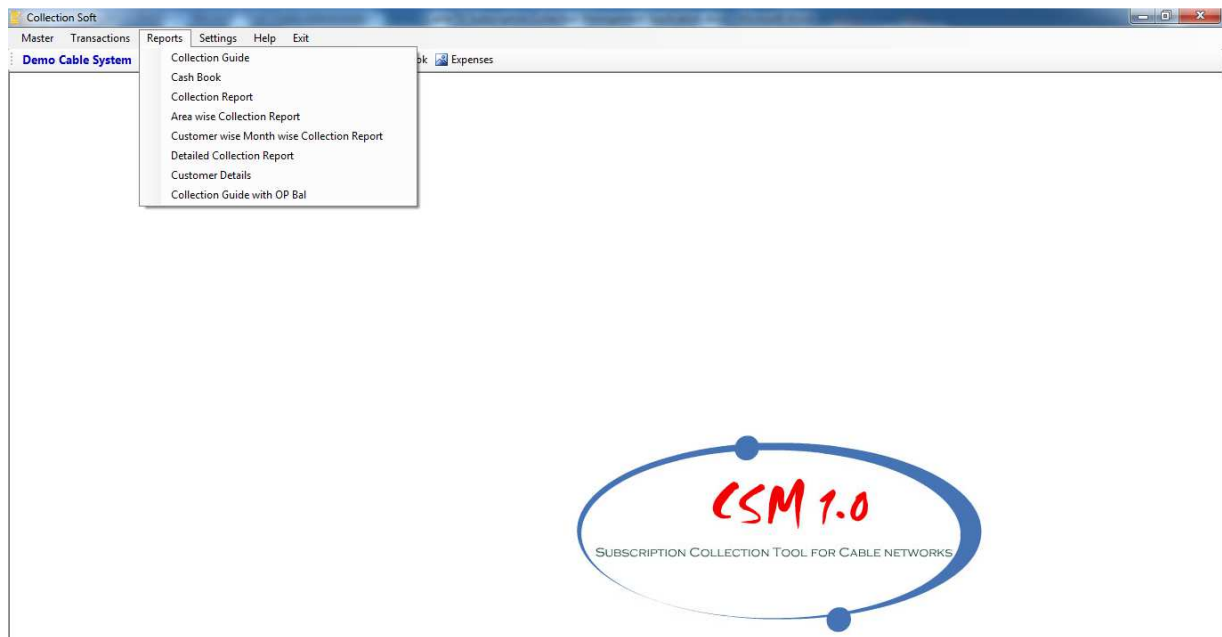 Collection Soft
Master Transactions Reports Settings Help Exit
Demo Cable System Expenses
Collection Guide
Cash Book
Collection Report
Area wise Collection Report
Customer wise Month wise Collection Report
Detailed Collection Report
Customer Details
Collection Guide with OP Bal
CSM 1.0
SUBSCRIPTION COLLECTION TOOL FOR CABLE NETWORKS